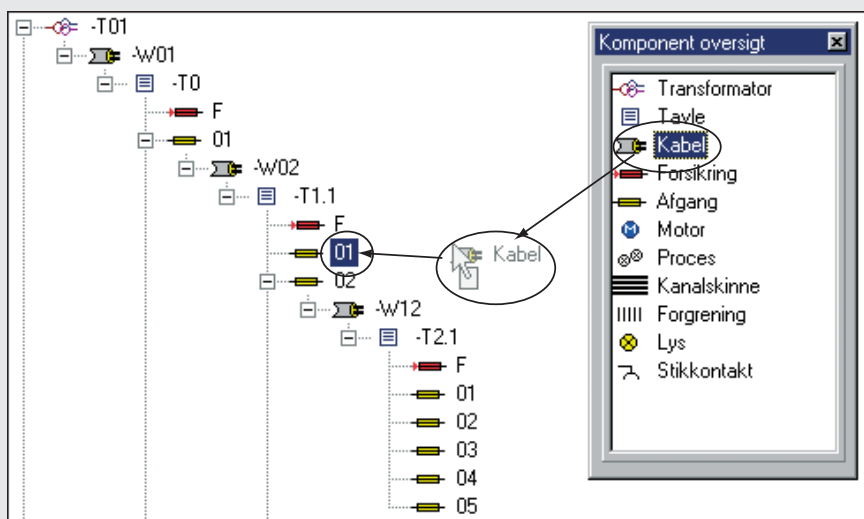 -T01
-W01
-T0
F
01
-W02
-T1.1
F
01
02
-W12
-T2.1
F
01
02
03
04
05
Kabel
Komponent oversigt
Transformator
Tavle
Kabel
Forsikring
Afgang
Motor
Proces
Kanalskinne
Forgrening
Lys
Stikkontakt